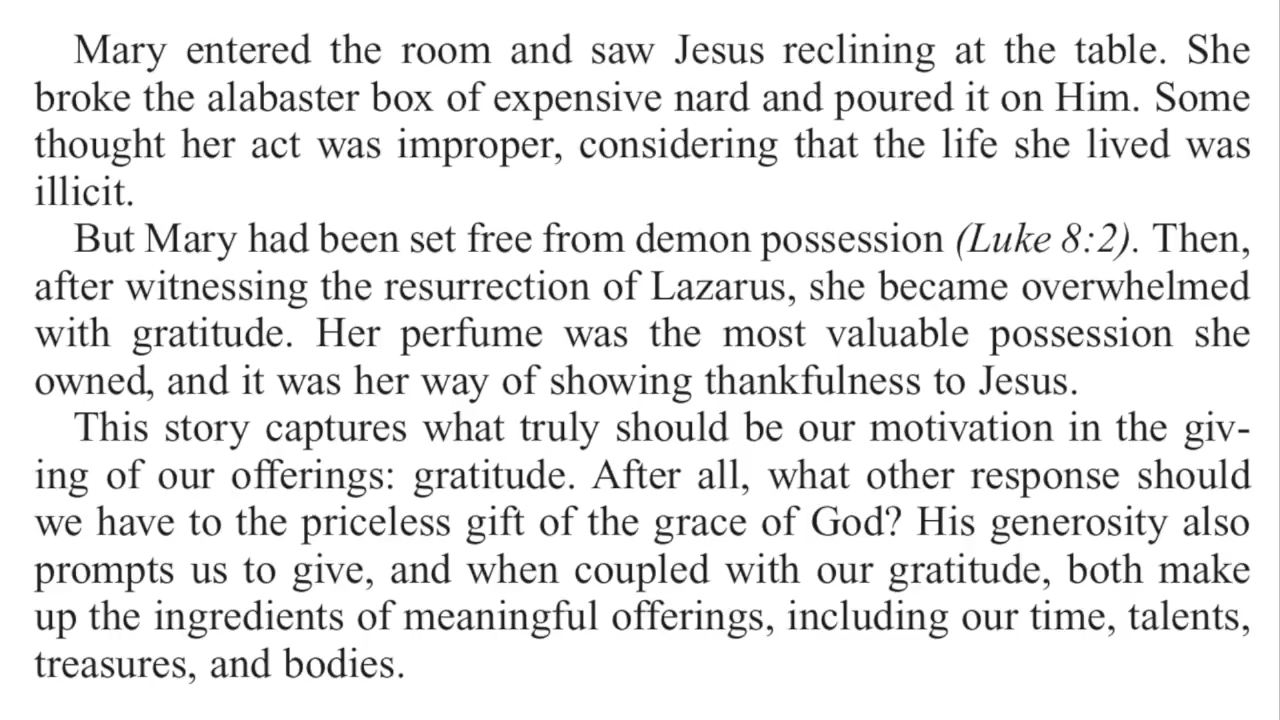 Mary entered the room and saw Jesus reclining at the table. She
broke the alabaster box of expensive nard and poured it on Him. Some
thought her act was improper, considering that the life she lived was
illicit.
But Mary had been set free from demon possession (Luke 8:2). Then,
after witnessing the resurrection of Lazarus, she became overwhelmed
with gratitude. Her perfume was the most valuable possession she
owned, and it was her way of showing thankfulness to Jesus.
This story captures what truly should be our motivation in the giv-
ing of our offerings: gratitude. After all, what other response should
we have to the priceless gift of the grace of God? His generosity also
prompts us to give, and when coupled with our gratitude, both make
up the ingredients of meaningful offerings, including our time, talents,
treasures, and bodies.